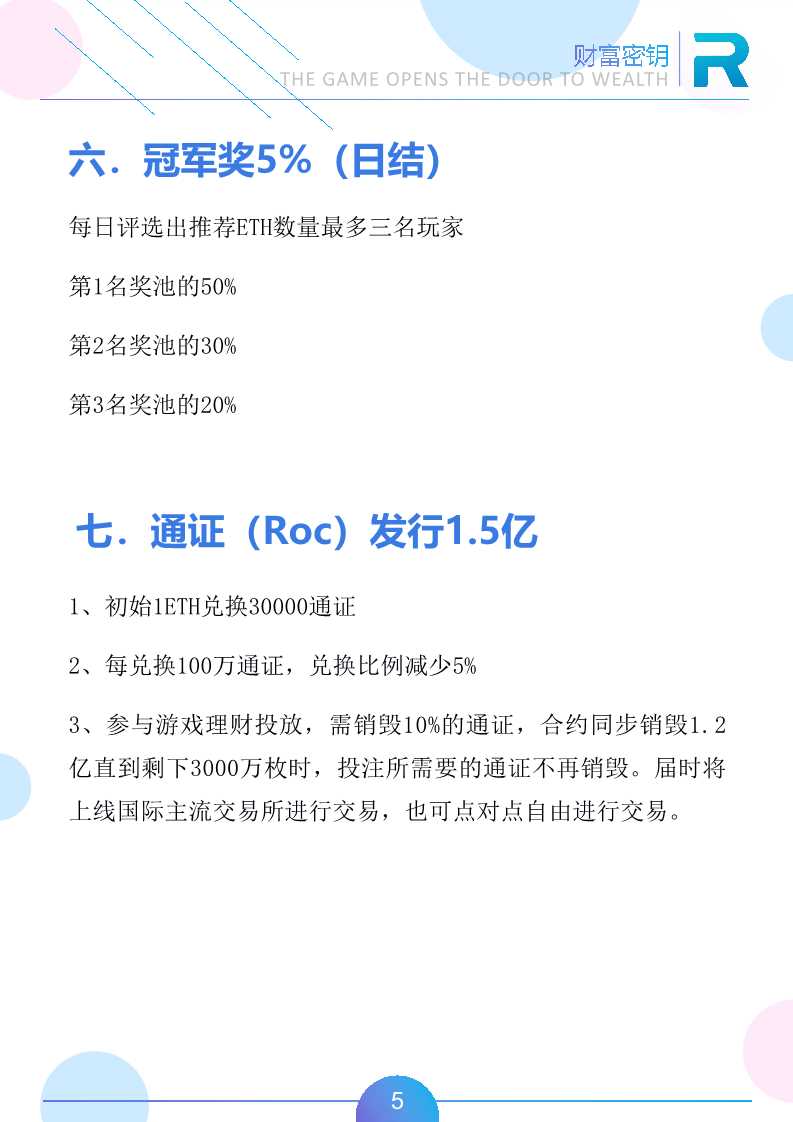 财富密钥
THE GAME OPENS THE DOOR TO WEALTH
六．冠军奖5%（日结）
每日评选出推荐ETH数量最多三名玩家
第1名奖池的50%
第2名奖池的30%
第3名奖池的20%
七．通证（Roc）发行1.5亿
1、初始1ETH兑换30000通证
2、每兑换100万通证，兑换比例减少5%
3、参与游戏理财投放，需销毁10%的通证，合约同步销毁1.2
亿直到剩下3000万枚时，投注所需要的通证不再销毁。届时将
上线国际主流交易所进行交易，也可点对点自由进行交易。
5